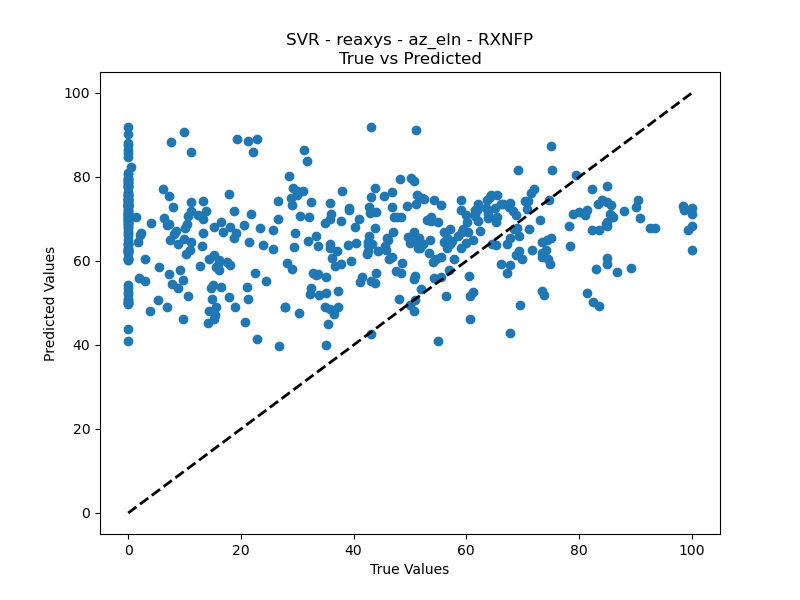 SVR - reaxys - az_eln - RXNFP
True vs Predicted
100
80
60
40
20
0
Predicted Values
0 20 40 60 80 100
True Values